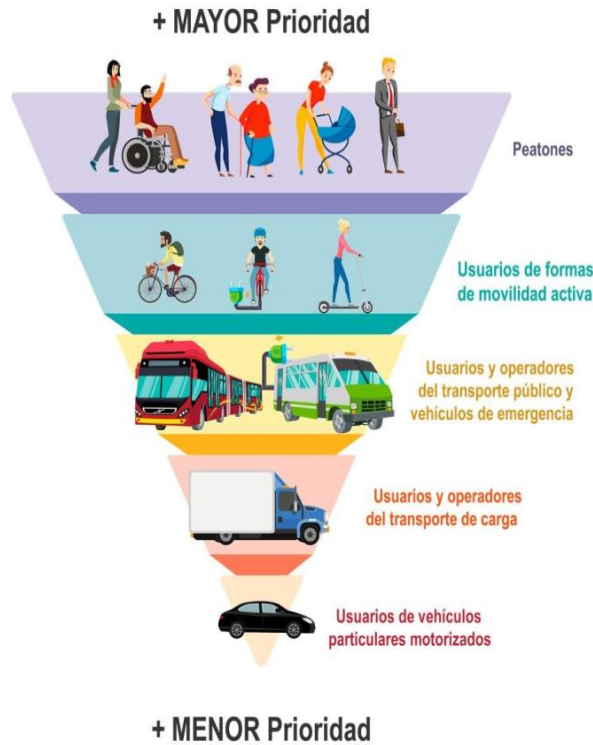 + MAYOR Prioridad
Peatones
Usuarios de formas
de movilidad activa
Usuarios y operadores
del transporte público y
vehículos de emergencia
Usuarios y operadores
del transporte de carga
Usuarios de vehículos
particulares motorizados
+ MENOR Prioridad